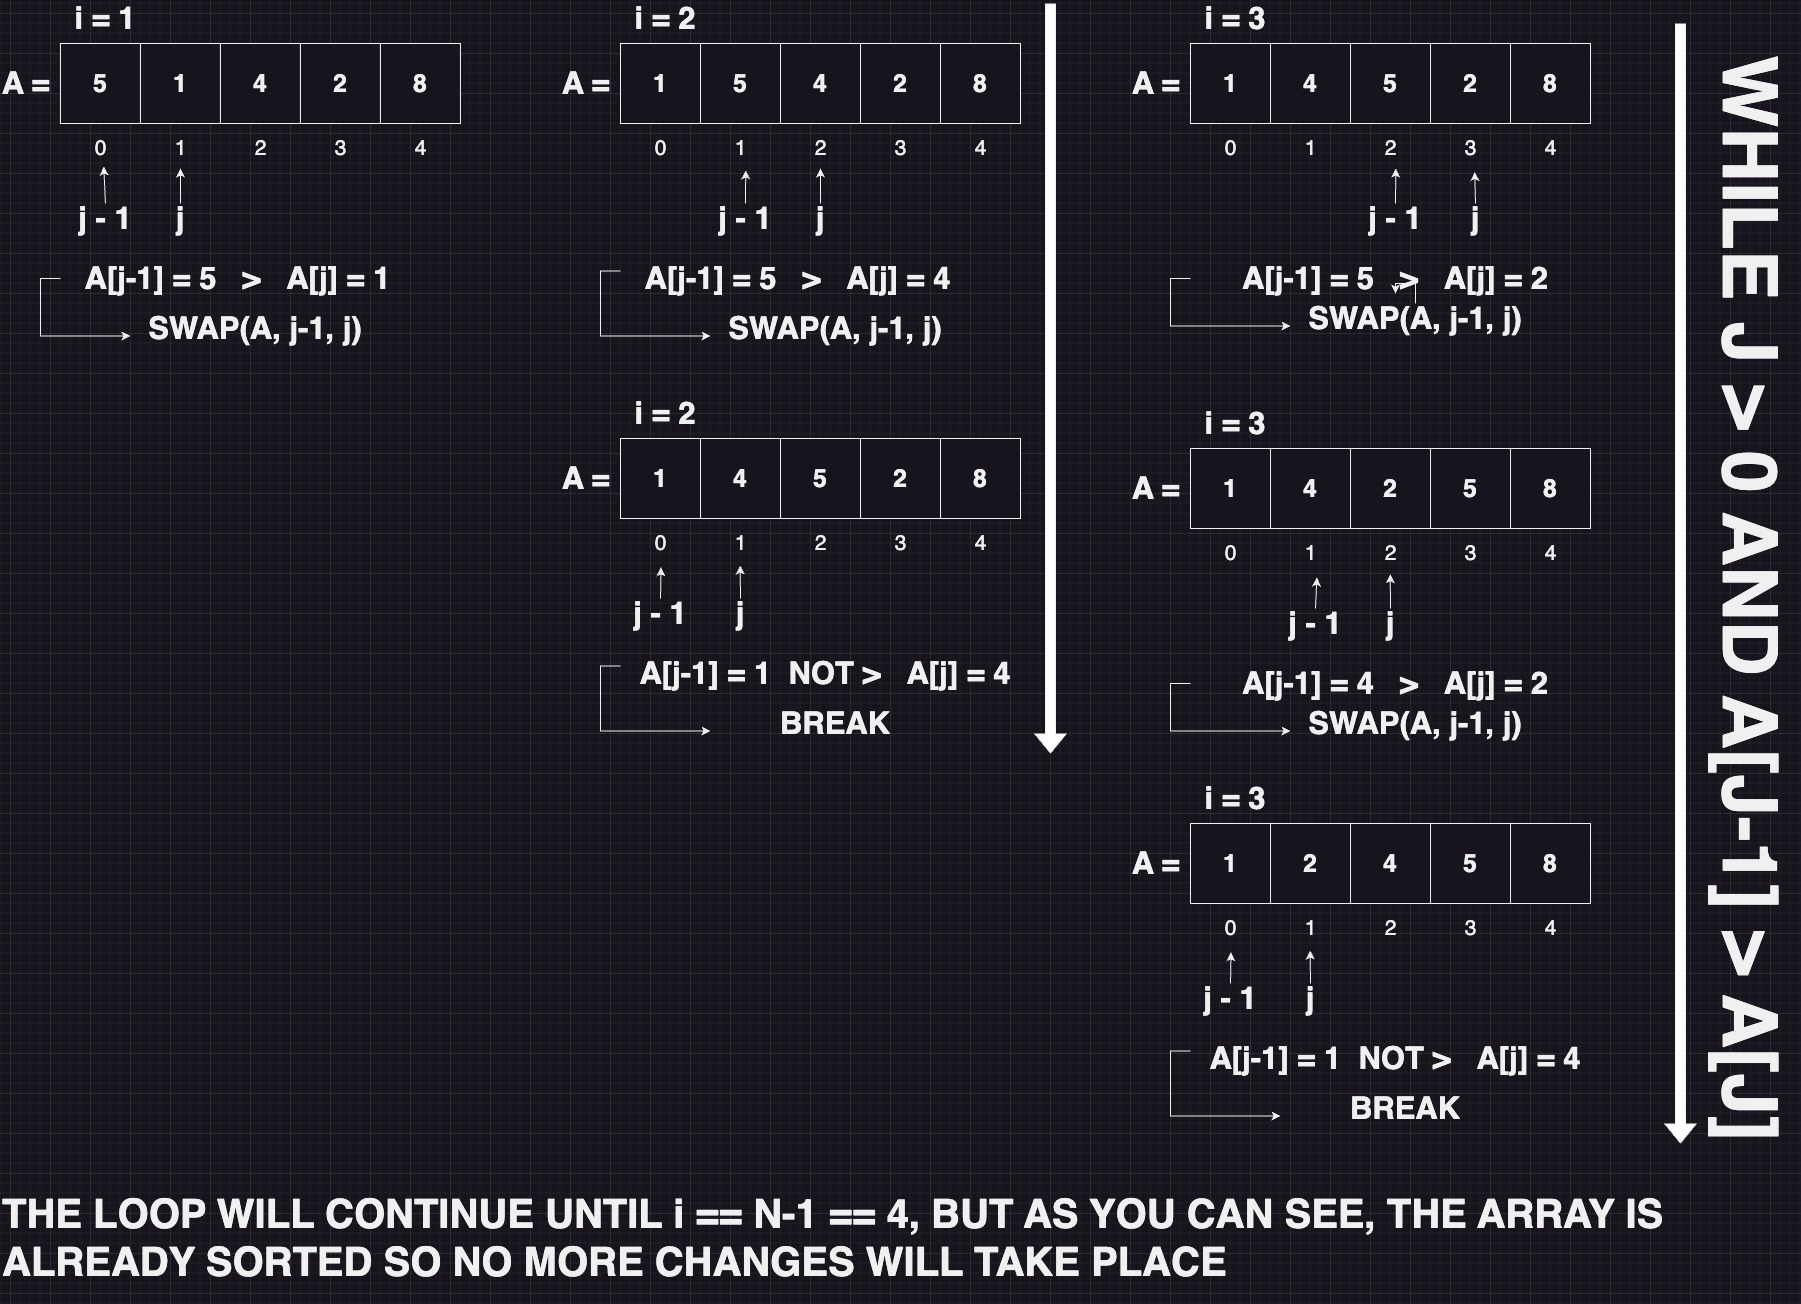 i = 1
A =
5 1 4 2 8
0 1 2 3 4
j - 1 j
A[j-1] = 5 > A[j] = 1
SWAP(A, j-1, j)
i = 2
A =
1 5 4 2 8
0 1 2 3 4
j - 1 j
A[j-1] = 5 > A[j] = 4
SWAP(A, j-1, j)
i = 2
A =
1 4 5 2 8
0 1 2 3 4
j - 1 j
A[j-1] = 1 NOT > A[j] = 4
BREAK
i = 3
A =
1 4 5 2 8
0 1 2 3 4
j - 1 j
A[j-1] = 5 > A[j] = 2
SWAP(A, j-1, j)
i = 3
A =
1 4 2 5 8
0 1 2 3 4
j - 1 j
A[j-1] = 4 > A[j] = 2
SWAP(A, j-1, j)
i = 3
A =
1 2 4 5 8
0 1 2 3 4
j - 1 j
A[j-1] = 1 NOT > A[j] = 4
BREAK
WHILE J > 0 AND A[J-1] > A[J]
THE LOOP WILL CONTINUE UNTIL i == N-1 == 4, BUT AS YOU CAN SEE, THE ARRAY IS
ALREADY SORTED SO NO MORE CHANGES WILL TAKE PLACE